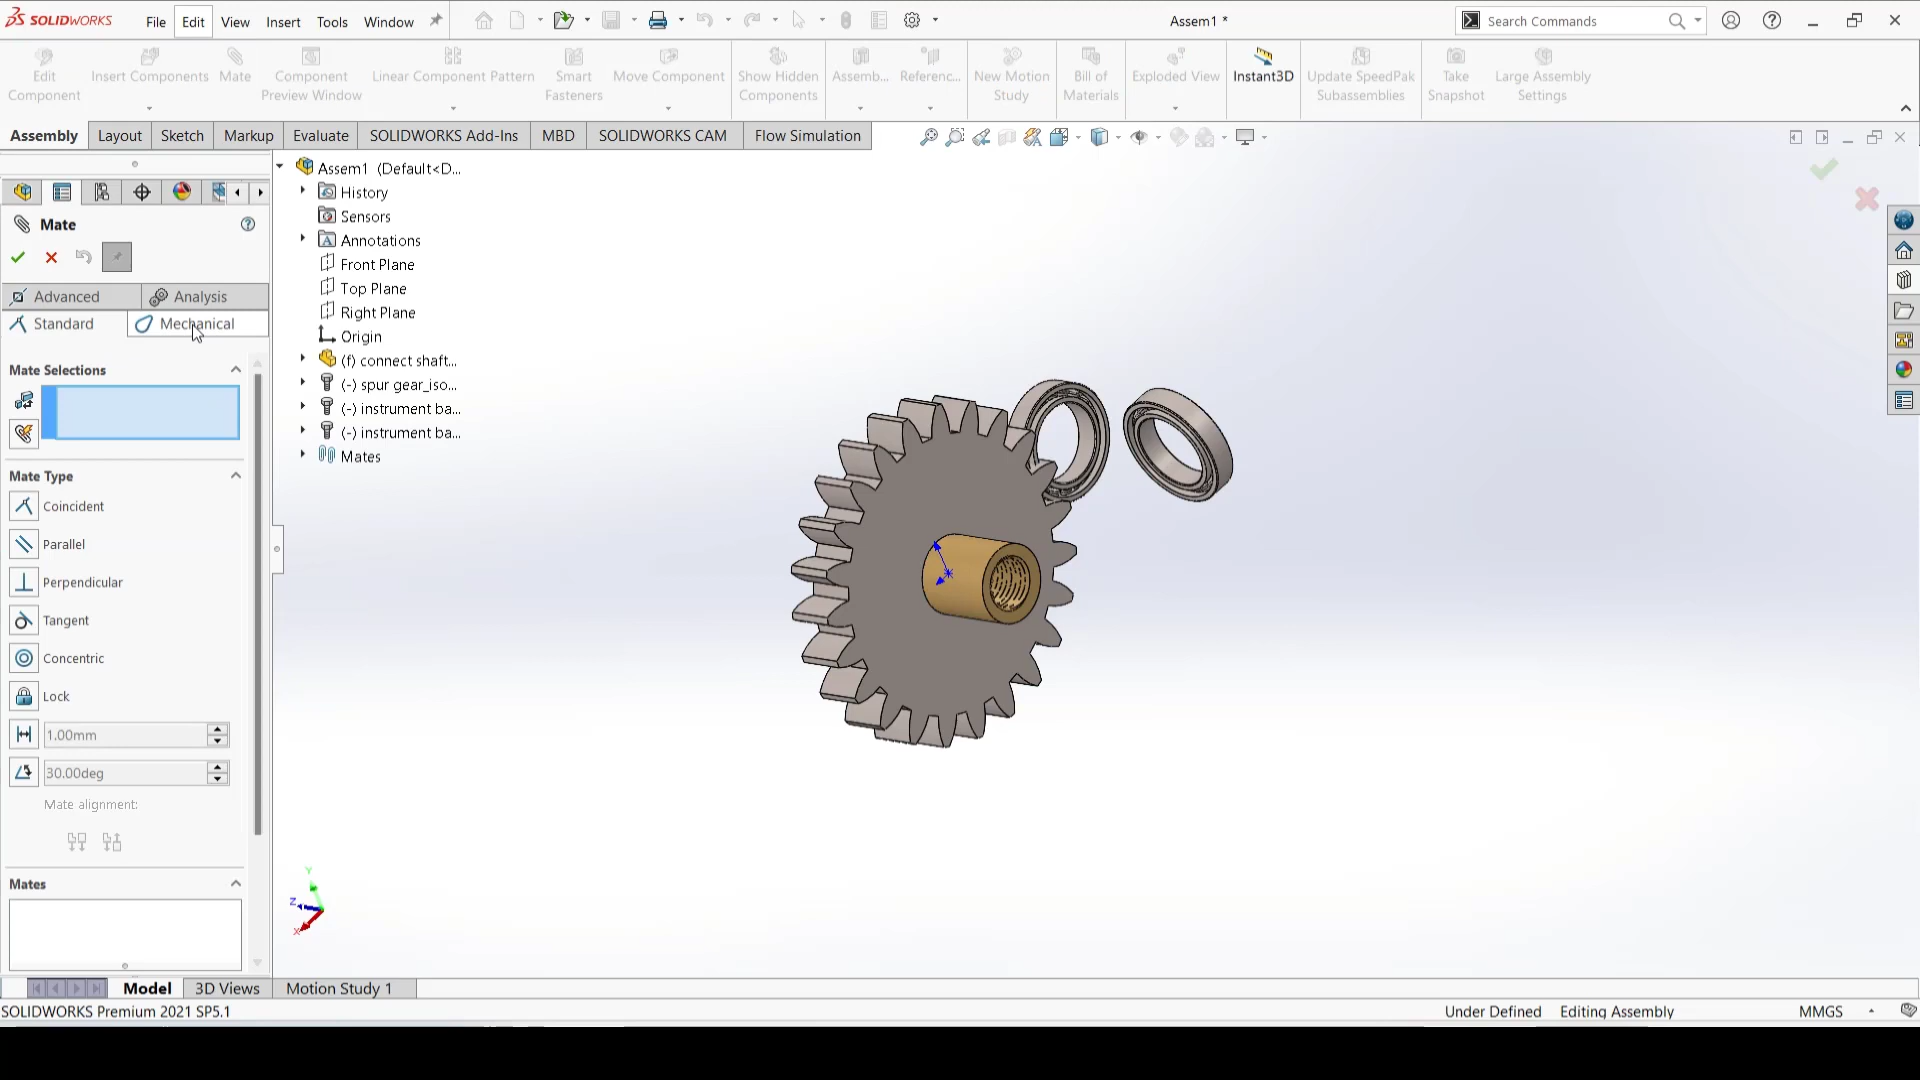 SOLIDWORKS
File Edit View Insert Tools Window
Assem1 *
Search Commands
Edit Component
Insert Components
Mate
Component Preview Window
Linear Component Pattern
Smart Fasteners
Move Component
Show Hidden Components
Assemb...
Referenc...
New Motion Study
Bill of Materials
Exploded View
Instant3D
Update SpeedPak Subassemblies
Take Snapshot
Large Assembly Settings
Assembly Layout Sketch Markup Evaluate SOLIDWORKS Add-Ins MBD SOLIDWORKS CAM Flow Simulation
Mate
Advanced Analysis
Standard Mechanical
Mate Selections
Mate Type
Coincident
Parallel
Perpendicular
Tangent
Concentric
Lock
1.00mm
30.00deg
Mate alignment:
Mates
Assem1 (Default<D...
History
Sensors
Annotations
Front Plane
Top Plane
Right Plane
Origin
(f) connect shaft...
(-) spur gear_iso...
(-) instrument ba...
(-) instrument ba...
Mates
Y
Z
X
Model 3D Views Motion Study 1
SOLIDWORKS Premium 2021 SP5.1
Under Defined Editing Assembly MMGS